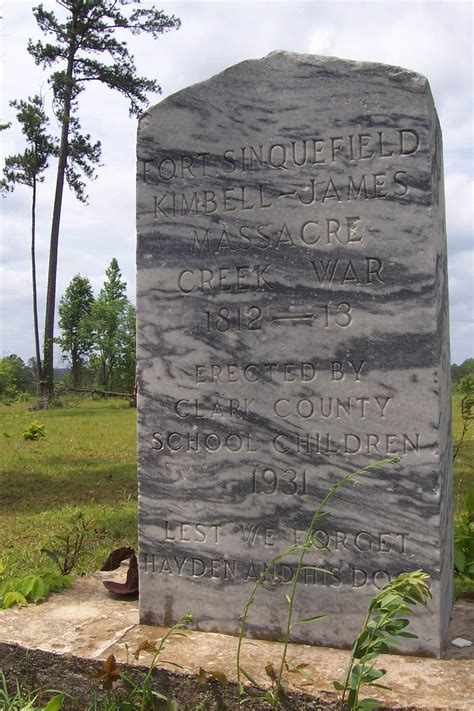 FORT SINQUEFIELD
KIMBELL-JAMES
MASSACRE
CREEK WAR
1812-13
ERECTED BY
CLARK COUNTY
SCHOOL CHILDREN
1931
LEST WE FORGET
HAYDEN AND HIS DOGS